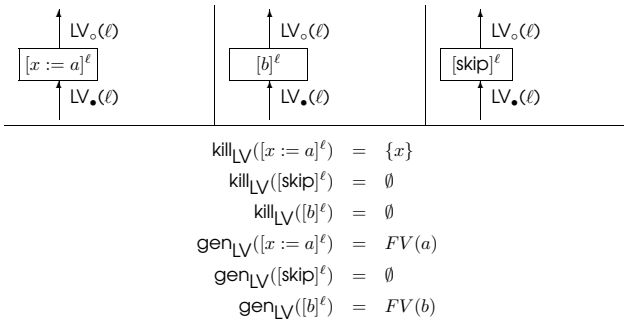 LV∘(ℓ) LV∘(ℓ) LV∘(ℓ)
[x := a]^ℓ [b]^ℓ [skip]^ℓ
LV•(ℓ) LV•(ℓ) LV•(ℓ)
kill_LV([x := a]^ℓ) = {x}
kill_LV([skip]^ℓ) = ∅
kill_LV([b]^ℓ) = ∅
gen_LV([x := a]^ℓ) = FV(a)
gen_LV([skip]^ℓ) = ∅
gen_LV([b]^ℓ) = FV(b)